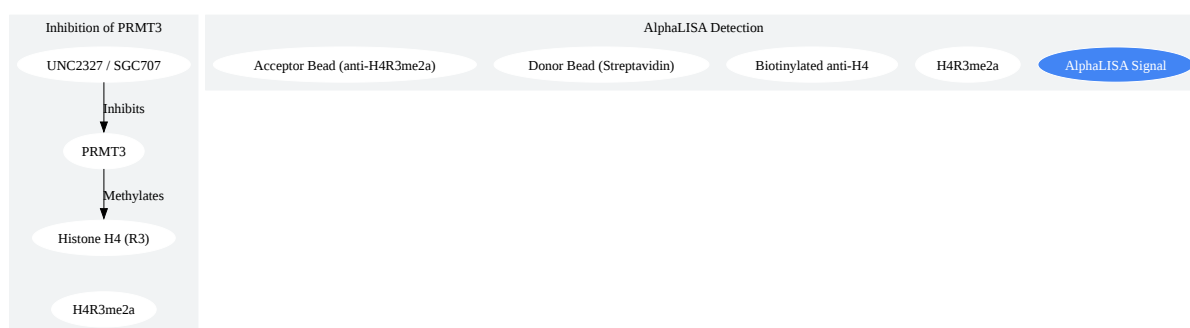 Inhibition of PRMT3
UNC2327 / SGC707
Inhibits
PRMT3
Methylates
Histone H4 (R3)
H4R3me2a
AlphaLISA Detection
Acceptor Bead (anti-H4R3me2a)
Donor Bead (Streptavidin)
Biotinylated anti-H4
H4R3me2a
AlphaLISA Signal